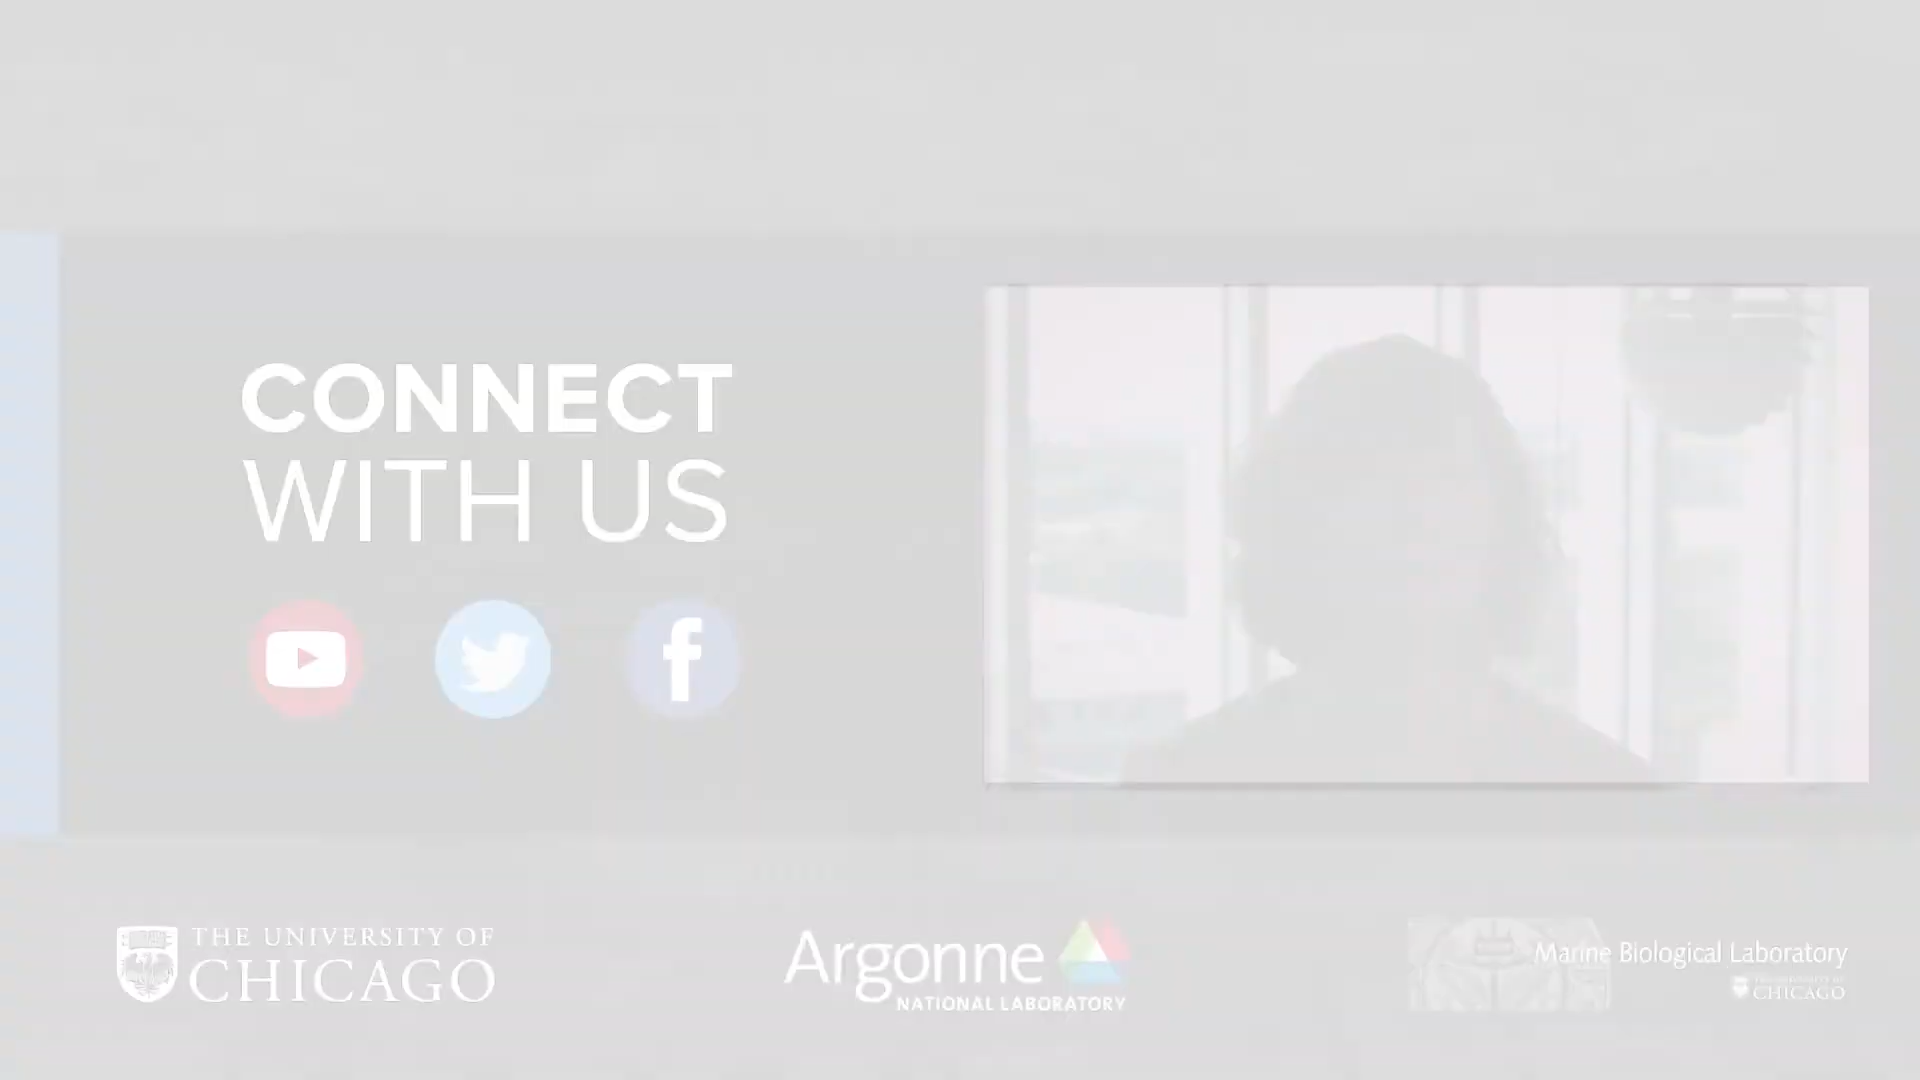 CONNECT
WITH US
THE UNIVERSITY OF
CHICAGO
Argonne
NATIONAL LABORATORY
Marine Biological Laboratory
CHICAGO